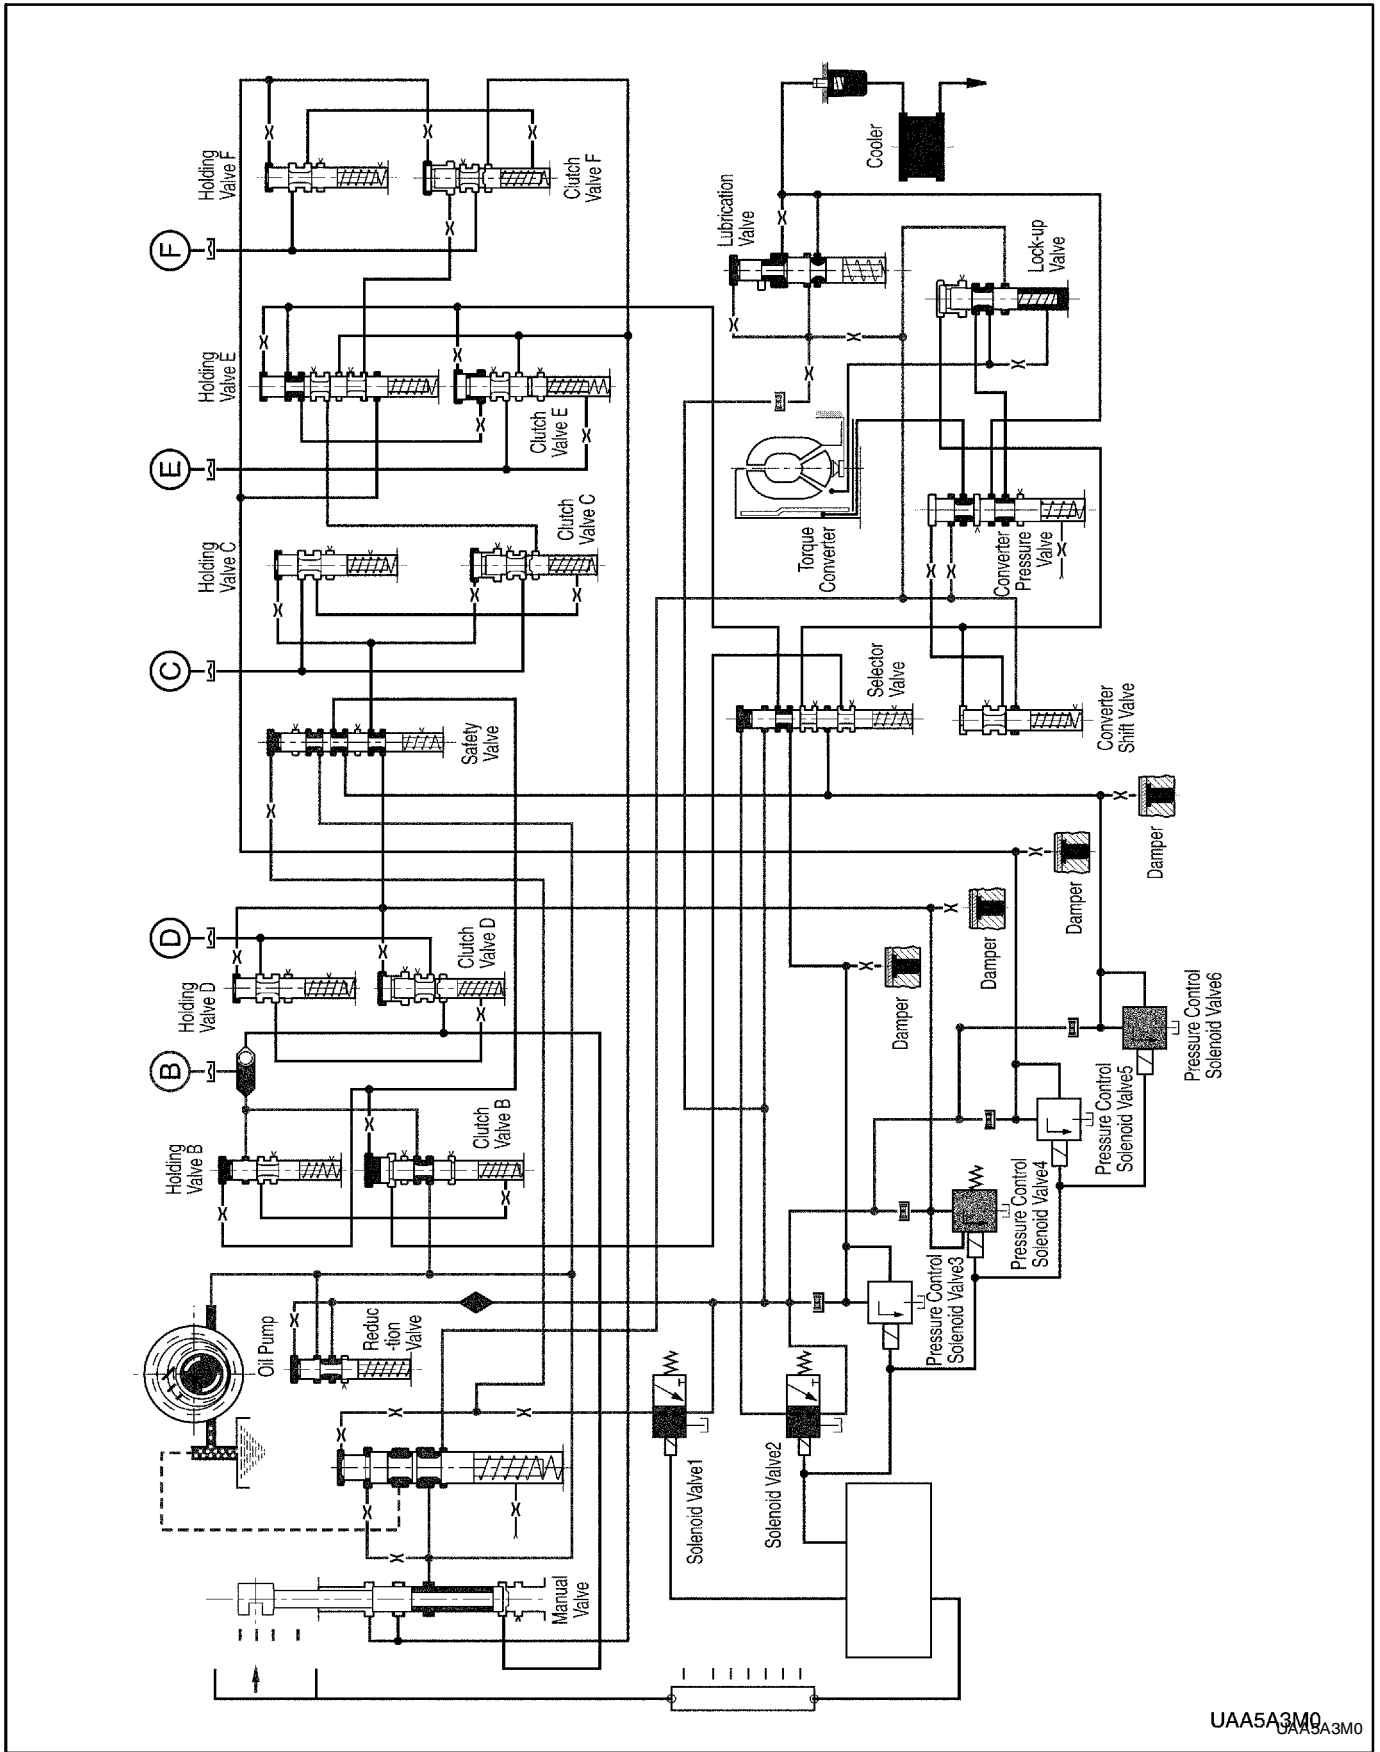 F
Holding
Valve F
Clutch
Valve F
Cooler
Lubrication
Valve
Lock-up
Valve
Holding
Valve E
Clutch
Valve E
E
Torque
Converter
Converter
Pressure
Valve
Holding
Valve C
Clutch
Valve C
C
Safety
Valve
Selector
Valve
Converter
Shift Valve
Damper
Damper
Damper
Damper
D
Holding
Valve D
Clutch
Valve D
B
Holding
Valve B
Clutch
Valve B
Pressure Control
Solenoid Valve6
Pressure Control
Solenoid Valve5
Pressure Control
Solenoid Valve4
Pressure Control
Solenoid Valve3
Oil Pump
Reduc
-tion
Valve
Solenoid Valve1
Solenoid Valve2
Manual
Valve
UAA5A3M0
UAA5A3M0